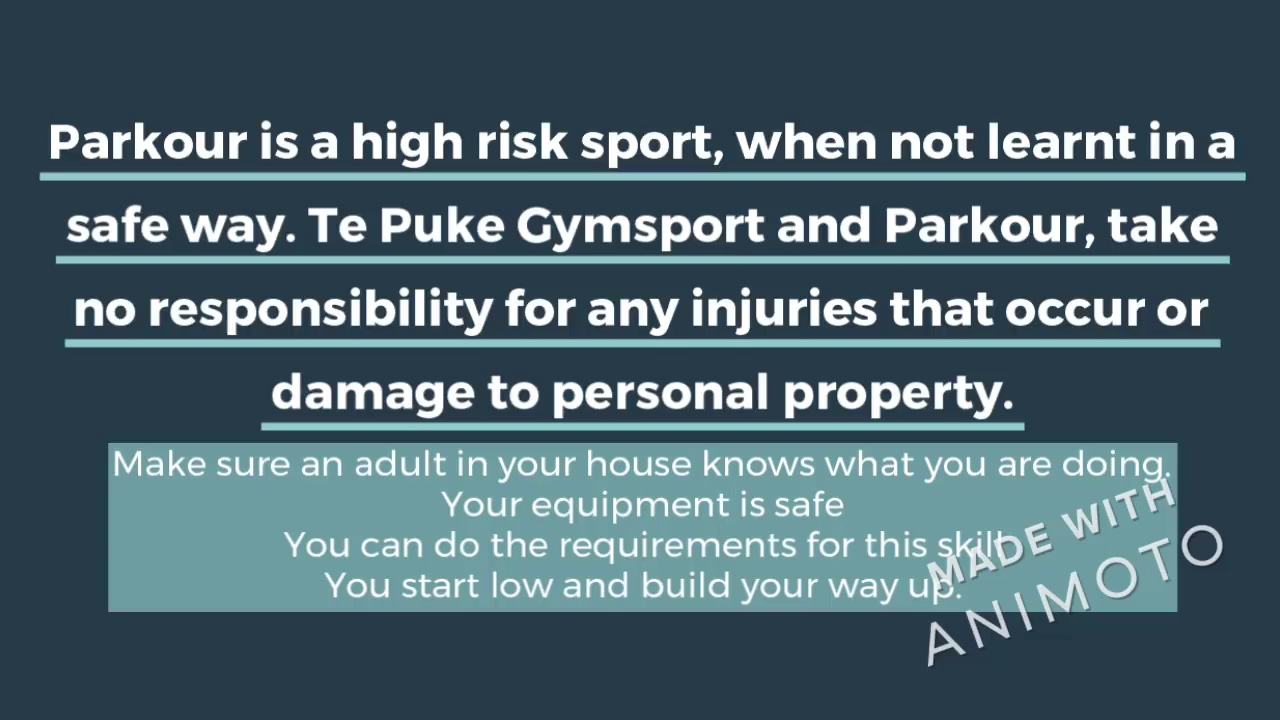 Parkour is a high risk sport, when not learnt in a
safe way. Te Puke Gymsport and Parkour, take
no responsibility for any injuries that occur or
damage to personal property.
Make sure an adult in your house knows what you are doing.
Your equipment is safe
You can do the requirements for this skill
You start low and build your way up.
MADE WITH
ANIMOTO